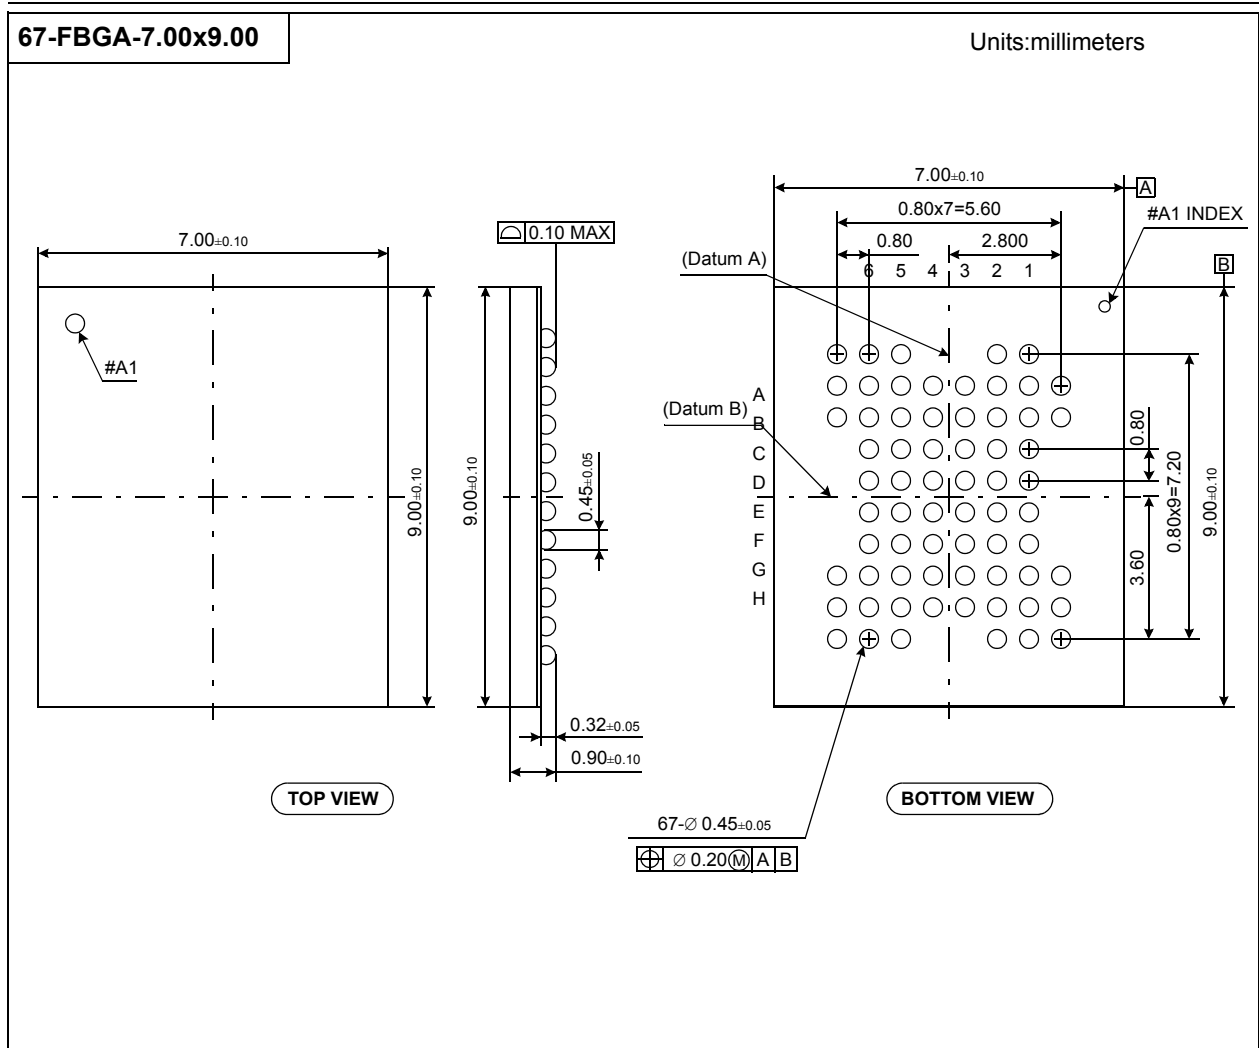 67-FBGA-7.00x9.00
Units:millimeters
7.00±0.10
#A1
9.00±0.10
TOP VIEW
0.10 MAX
9.00±0.10
0.45±0.05
0.32±0.05
0.90±0.10
7.00±0.10
A
0.80x7=5.60
#A1 INDEX
0.80
2.800
(Datum A)
6 5 4 3 2 1
B
(Datum B)
A
B
C
D
E
F
G
H
0.80
0.80x9=7.20
3.60
9.00±0.10
BOTTOM VIEW
67-∅ 0.45±0.05
∅ 0.20 Ⓜ A B